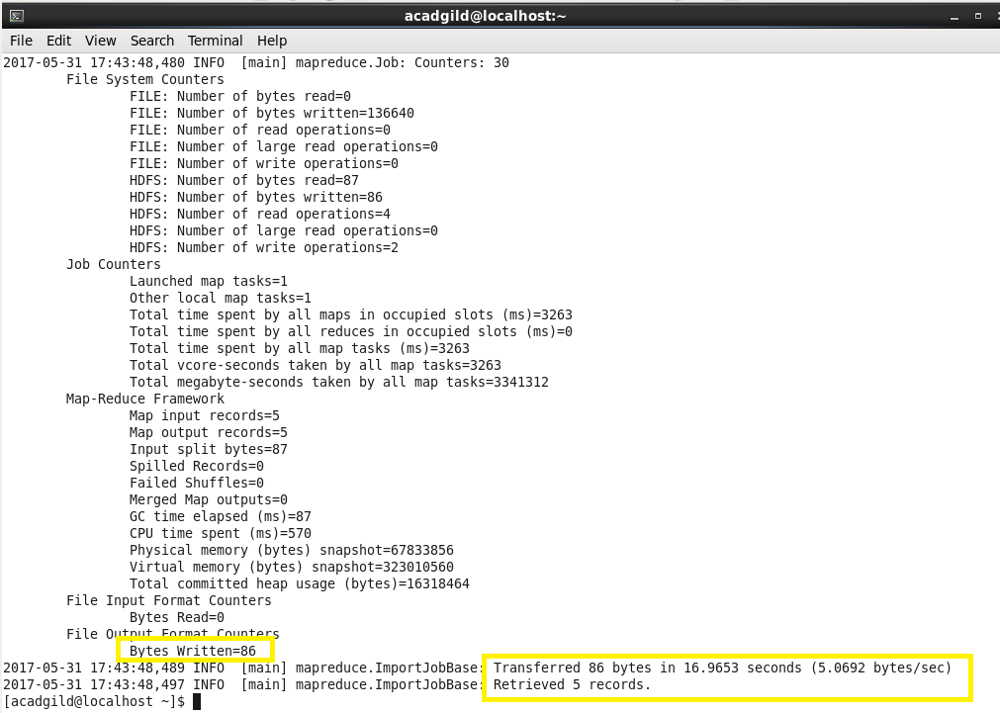 acadgild@localhost:~
File Edit View Search Terminal Help
2017-05-31 17:43:48,480 INFO  [main] mapreduce.Job: Counters: 30
File System Counters
FILE: Number of bytes read=0
FILE: Number of bytes written=136640
FILE: Number of read operations=0
FILE: Number of large read operations=0
FILE: Number of write operations=0
HDFS: Number of bytes read=87
HDFS: Number of bytes written=86
HDFS: Number of read operations=4
HDFS: Number of large read operations=0
HDFS: Number of write operations=2
Job Counters
Launched map tasks=1
Other local map tasks=1
Total time spent by all maps in occupied slots (ms)=3263
Total time spent by all reduces in occupied slots (ms)=0
Total time spent by all map tasks (ms)=3263
Total vcore-seconds taken by all map tasks=3263
Total megabyte-seconds taken by all map tasks=3341312
Map-Reduce Framework
Map input records=5
Map output records=5
Input split bytes=87
Spilled Records=0
Failed Shuffles=0
Merged Map outputs=0
GC time elapsed (ms)=87
CPU time spent (ms)=570
Physical memory (bytes) snapshot=67833856
Virtual memory (bytes) snapshot=323010560
Total committed heap usage (bytes)=16318464
File Input Format Counters
Bytes Read=0
File Output Format Counters
Bytes Written=86
2017-05-31 17:43:48,489 INFO  [main] mapreduce.ImportJobBase: Transferred 86 bytes in 16.9653 seconds (5.0692 bytes/sec)
2017-05-31 17:43:48,497 INFO  [main] mapreduce.ImportJobBase: Retrieved 5 records.
[acadgild@localhost ~]$